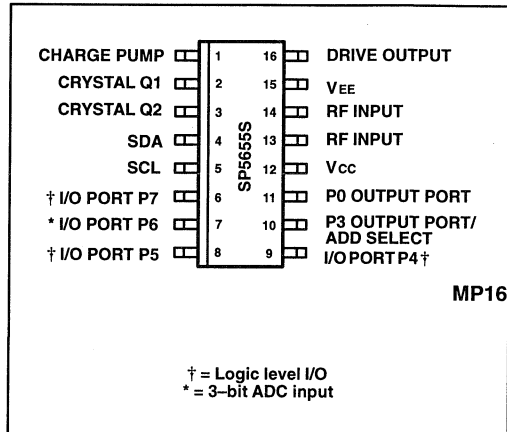 CHARGE PUMP 1 16 DRIVE OUTPUT
CRYSTAL Q1 2 15 VEE
CRYSTAL Q2 3 14 RF INPUT
SDA 4 13 RF INPUT
SCL 5 12 VCC
† I/O PORT P7 6 11 P0 OUTPUT PORT
* I/O PORT P6 7 10 P3 OUTPUT PORT/
ADD SELECT
† I/O PORT P5 8 9 I/O PORT P4 †
SP5655S
MP16
† = Logic level I/O
* = 3–bit ADC input